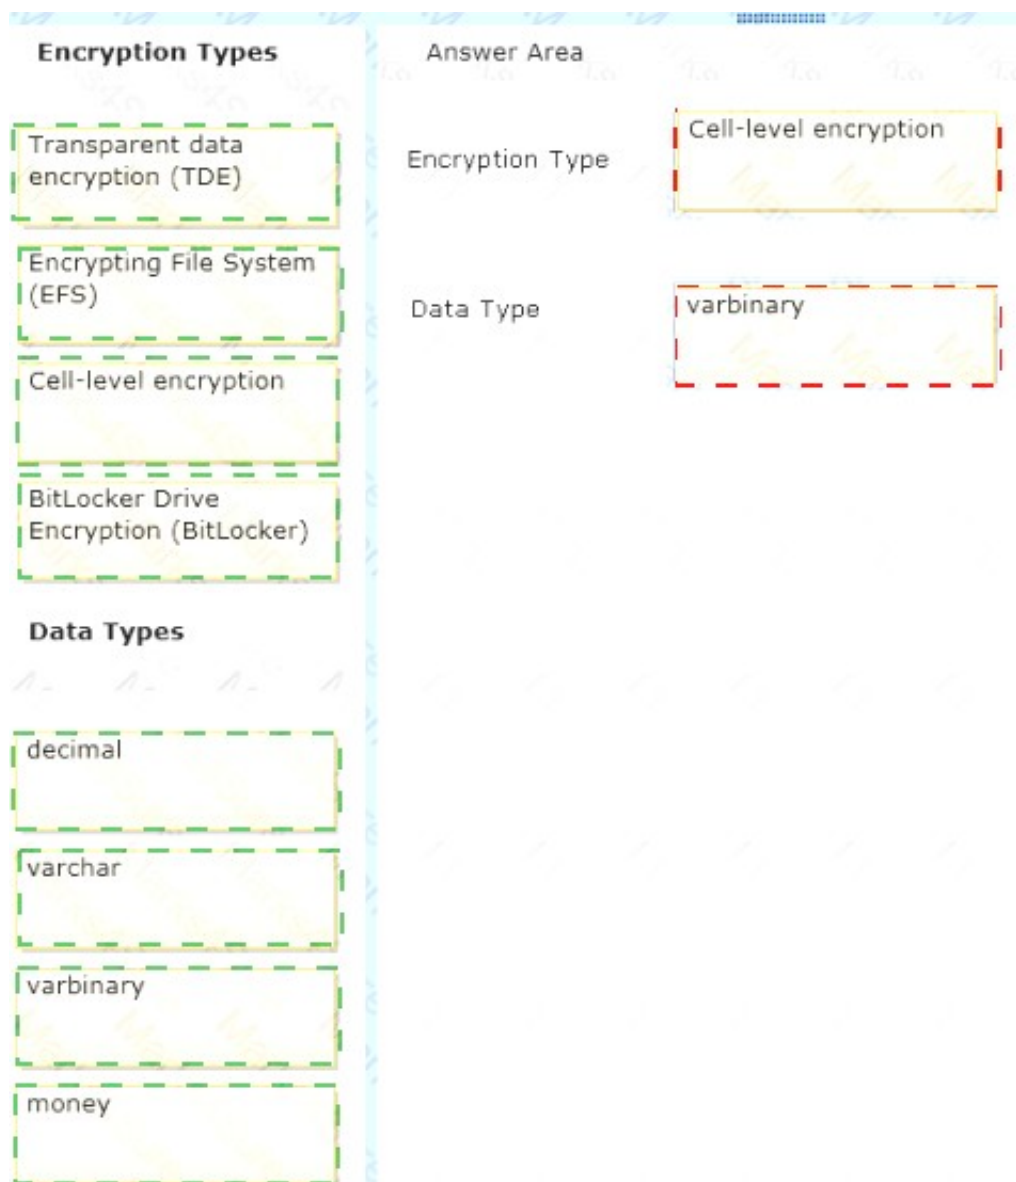 Encryption Types
Transparent data
encryption (TDE)
Encrypting File System
(EFS)
Cell-level encryption
BitLocker Drive
Encryption (BitLocker)
Data Types
decimal
varchar
varbinary
money
Answer Area
Encryption Type
Cell-level encryption
Data Type
varbinary